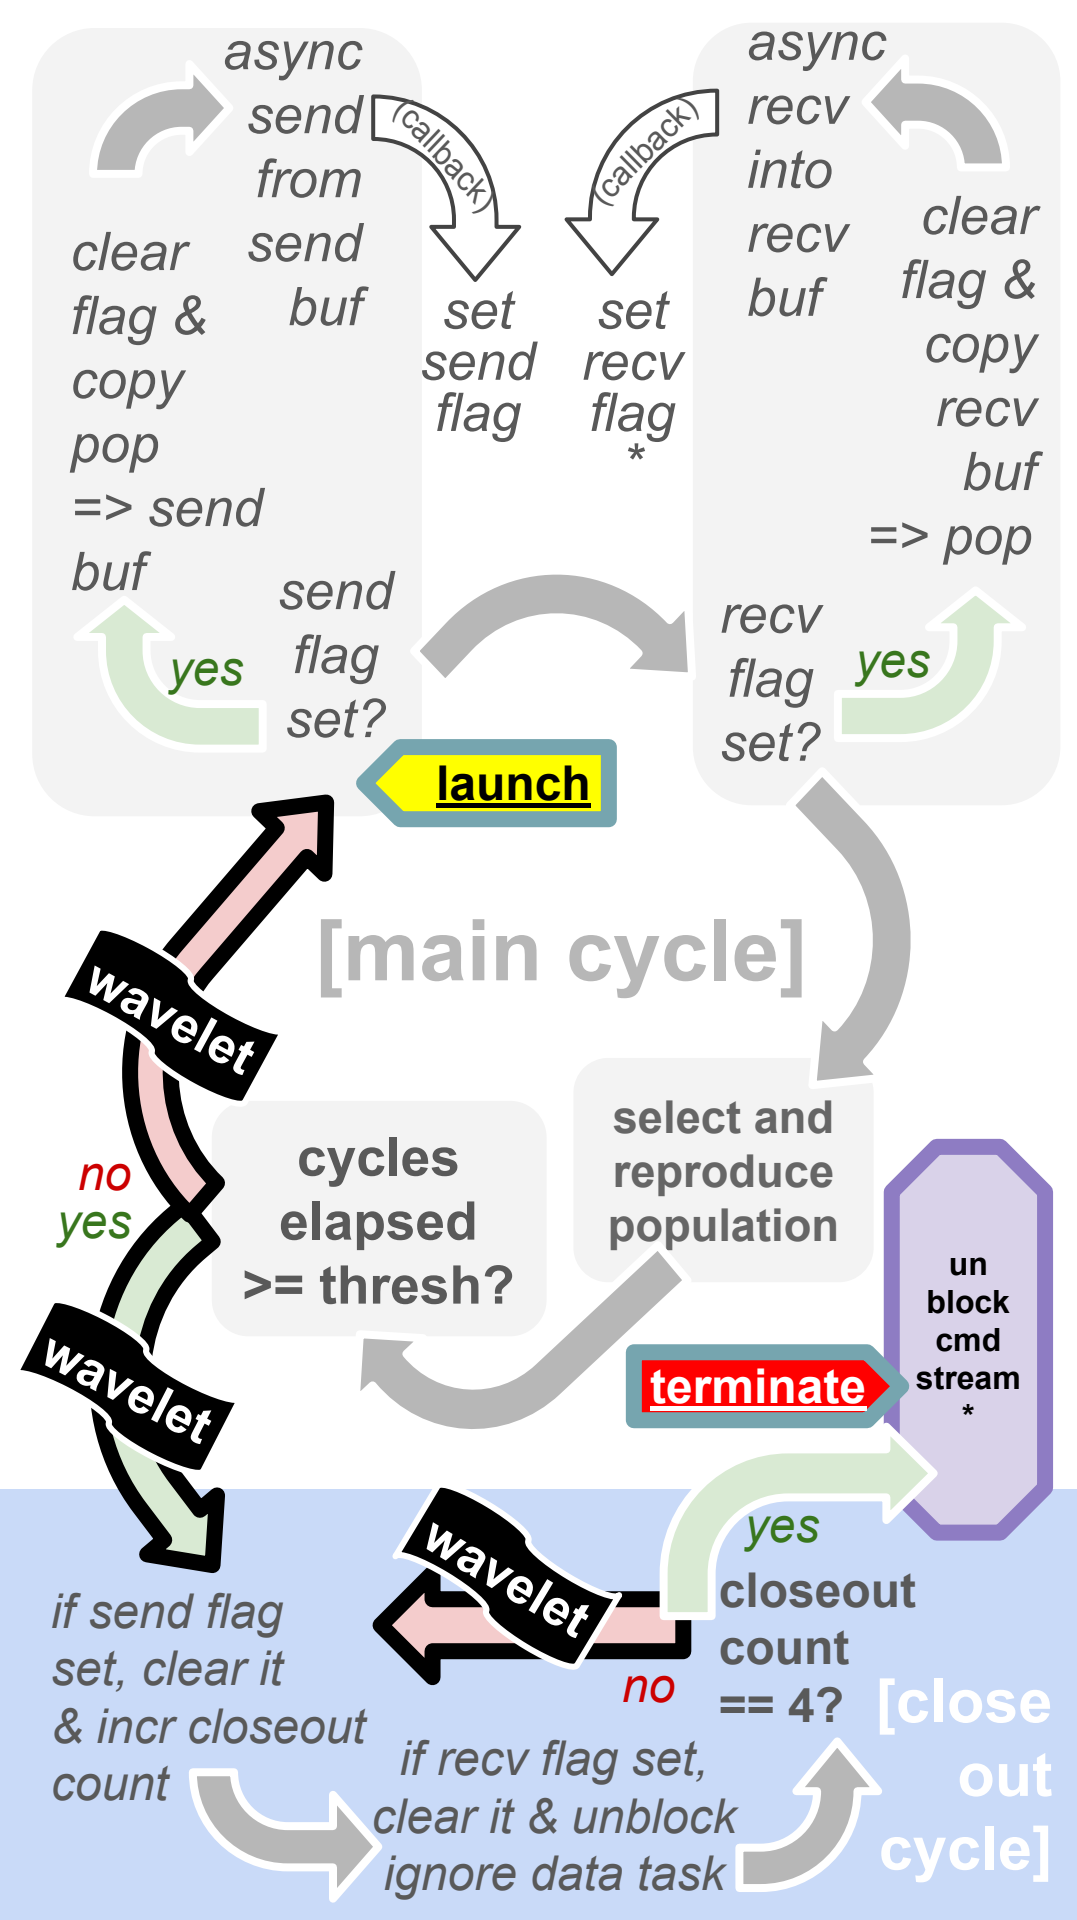 async
send
from
send
buf
(callback)
set
send
flag
clear
flag &
copy
pop
=> send
buf
send
flag
set?
yes
async
recv
into
recv
buf
(callback)
set
recv
flag
*
clear
flag &
copy
recv
buf
=> pop
recv
flag
set?
yes
launch
[main cycle]
wavelet
select and
reproduce
population
cycles
elapsed
>= thresh?
no
yes
wavelet
un
block
cmd
stream
*
terminate
wavelet
yes
no
closeout
count
== 4?
if send flag
set, clear it
& incr closeout
count
if recv flag set,
clear it & unblock
ignore data task
[close
out
cycle]